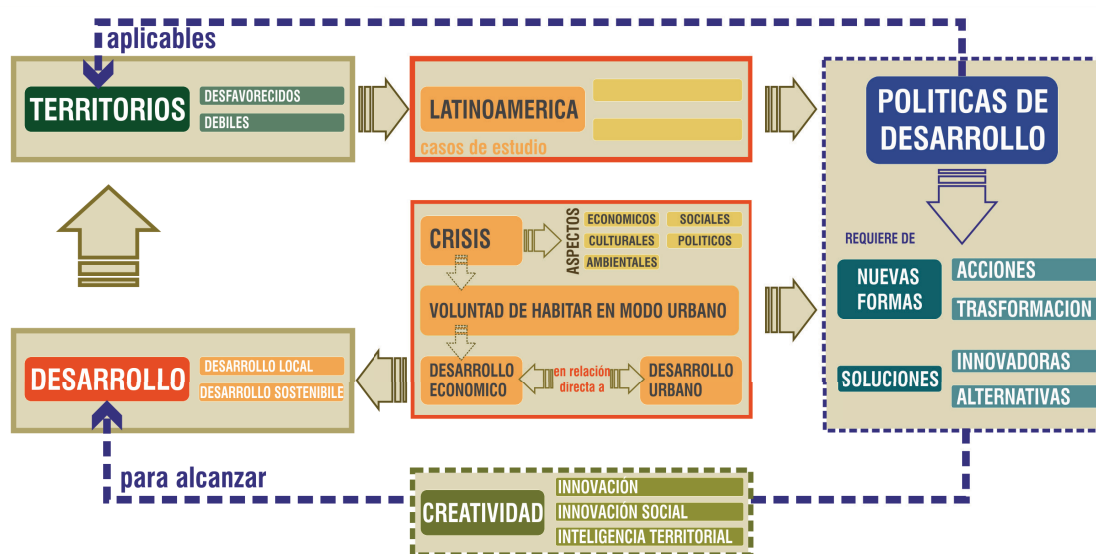 aplicables
TERRITORIOS
DESFAVORECIDOS
DEBILES
LATINOAMERICA
casos de estudio
POLITICAS DE
DESARROLLO
REQUIERE DE
NUEVAS
FORMAS
ACCIONES
TRASFORMACION
SOLUCIONES
INNOVADORAS
ALTERNATIVAS
CRISIS
ASPECTOS
ECONOMICOS
SOCIALES
CULTURALES
POLITICOS
AMBIENTALES
VOLUNTAD DE HABITAR EN MODO URBANO
DESARROLLO
ECONOMICO
en relación
directa a
DESARROLLO
URBANO
DESARROLLO
DESARROLLO LOCAL
DESARROLLO SOSTENIBILE
para alcanzar
CREATIVIDAD
INNOVACIÓN
INNOVACIÓN SOCIAL
INTELIGENCIA TERRITORIAL